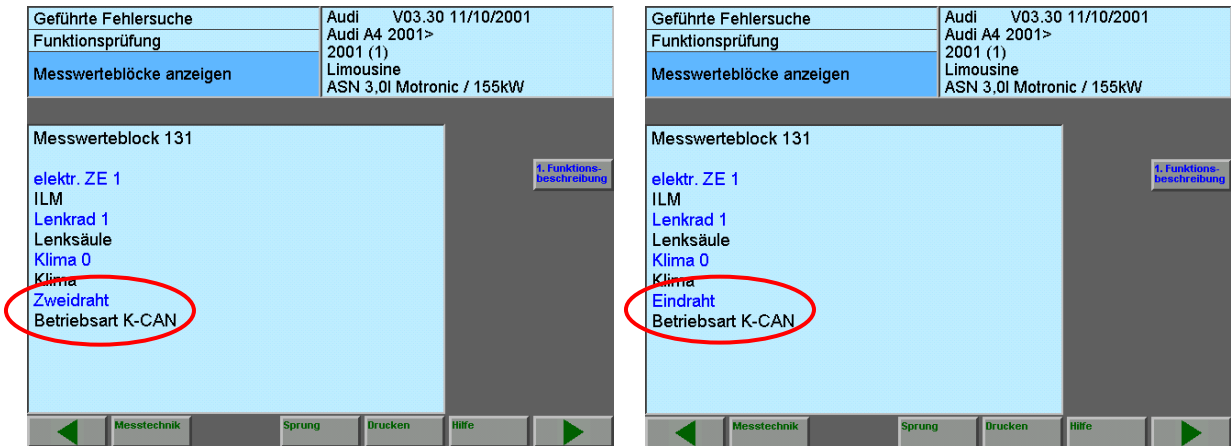 Geführte Fehlersuche
Funktionsprüfung
Messwerteblöcke anzeigen
Audi V03.30 11/10/2001
Audi A4 2001>
2001 (1)
Limousine
ASN 3,0l Motronic / 155kW
Messwerteblock 131
elektr. ZE 1
ILM
Lenkrad 1
Lenksäule
Klima 0
Klima
Zweidraht
Betriebsart K-CAN
1. Funktions-
beschreibung
Messtechnik
Sprung
Drucken
Hilfe
Geführte Fehlersuche
Funktionsprüfung
Messwerteblöcke anzeigen
Audi V03.30 11/10/2001
Audi A4 2001>
2001 (1)
Limousine
ASN 3,0l Motronic / 155kW
Messwerteblock 131
elektr. ZE 1
ILM
Lenkrad 1
Lenksäule
Klima 0
Klima
Eindraht
Betriebsart K-CAN
1. Funktions-
beschreibung
Messtechnik
Sprung
Drucken
Hilfe